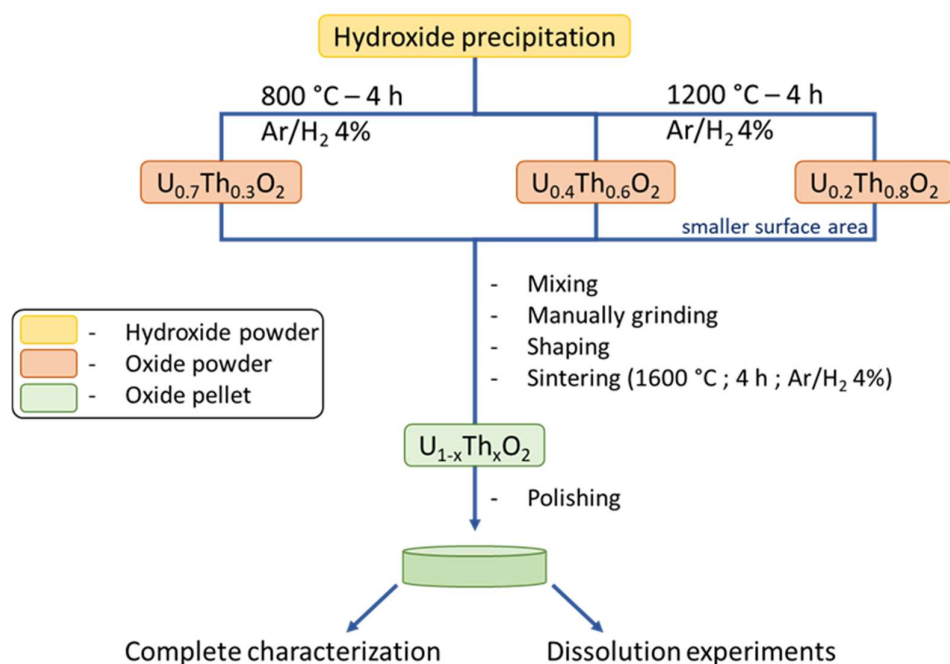 Hydroxide precipitation
800 °C – 4 h
Ar/H₂ 4%
1200 °C – 4 h
Ar/H₂ 4%
U₀.₇Th₀.₃O₂
U₀.₄Th₀.₆O₂
U₀.₂Th₀.₈O₂
smaller surface area
- Mixing
- Manually grinding
- Shaping
- Sintering (1600 °C ; 4 h ; Ar/H₂ 4%)
- Hydroxide powder
- Oxide powder
- Oxide pellet
U₁₋ₓThₓO₂
- Polishing
Complete characterization
Dissolution experiments